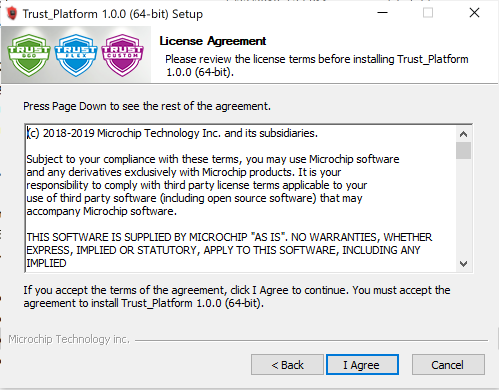 Trust_Platform 1.0.0 (64-bit) Setup
TRUST
GO
TRUST
FLEX
TRUST
CUSTOM
License Agreement
Please review the license terms before installing Trust_Platform
1.0.0 (64-bit).
Press Page Down to see the rest of the agreement.
(c) 2018-2019 Microchip Technology Inc. and its subsidiaries.
Subject to your compliance with these terms, you may use Microchip software
and any derivatives exclusively with Microchip products. It is your
responsibility to comply with third party license terms applicable to your
use of third party software (including open source software) that may
accompany Microchip software.
THIS SOFTWARE IS SUPPLIED BY MICROCHIP "AS IS". NO WARRANTIES, WHETHER
EXPRESS, IMPLIED OR STATUTORY, APPLY TO THIS SOFTWARE, INCLUDING ANY
IMPLIED
If you accept the terms of the agreement, click I Agree to continue. You must accept the
agreement to install Trust_Platform 1.0.0 (64-bit).
Microchip Technology inc.
< Back
I Agree
Cancel